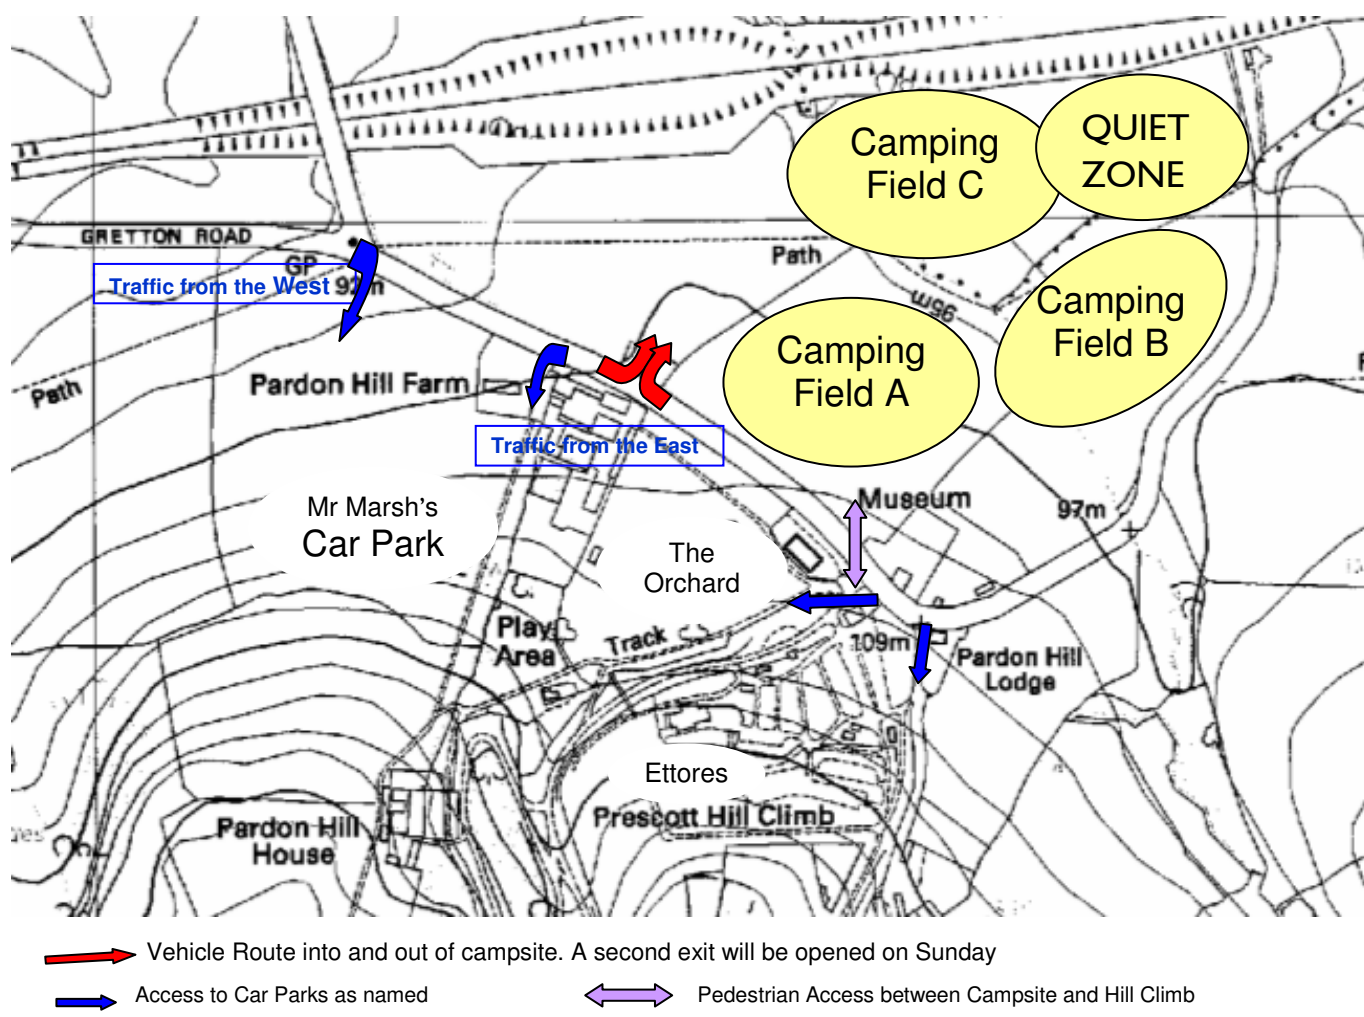 Camping
Field C
QUIET
ZONE
GRETTON ROAD
GP
Path
Traffic from the West
92m
95m
Camping
Field B
Camping
Field A
Path
Pardon Hill Farm
Traffic from the East
Mr Marsh's
Car Park
Museum
97m
The
Orchard
Play
Area
Track
109m
Pardon Hill
Lodge
Ettores
Prescott Hill Climb
Pardon Hill
House
Vehicle Route into and out of campsite. A second exit will be opened on Sunday
Access to Car Parks as named
Pedestrian Access between Campsite and Hill Climb